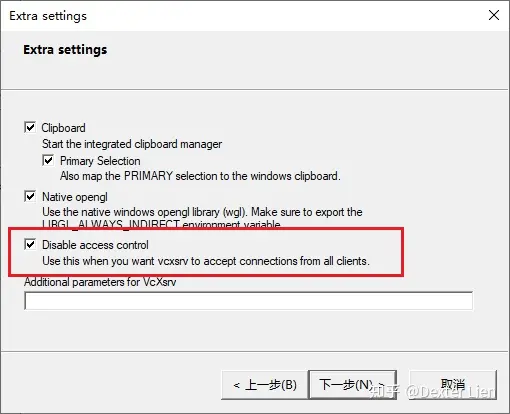 Extra settings
Extra settings
Clipboard
Start the integrated clipboard manager
Primary Selection
Also map the PRIMARY selection to the windows clipboard.
Native opengl
Use the native windows opengl library (wgl). Make sure to export the
LIBGL_ALWAYS_INDIRECT environment variable.
Disable access control
Use this when you want vcxsrv to accept connections from all clients.
Additional parameters for VcXsrv
< 上一步(B) 下一步(N) > 取消
知乎 @Dexter Lien